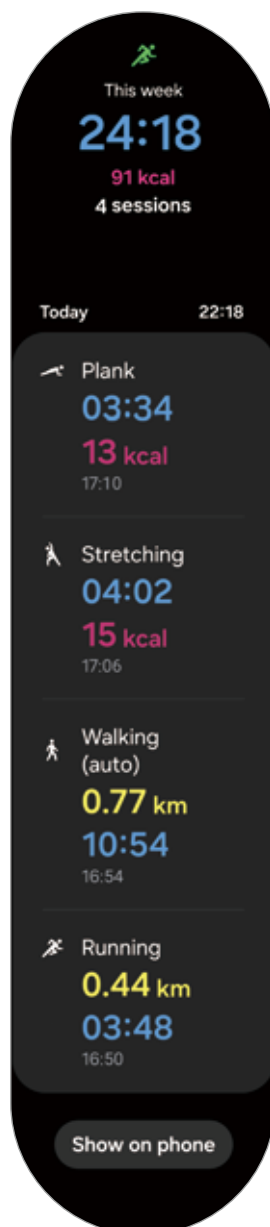 This week
24:18
91 kcal
4 sessions
Today 22:18
Plank
03:34
13 kcal
17:10
Stretching
04:02
15 kcal
17:06
Walking
(auto)
0.77 km
10:54
16:54
Running
0.44 km
03:48
16:50
Show on phone